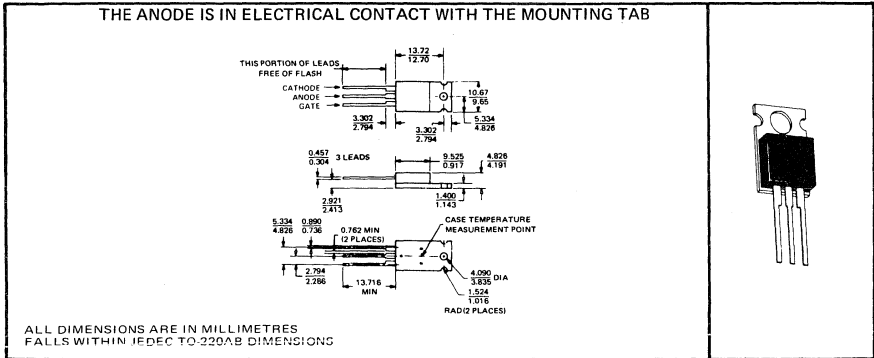 THE ANODE IS IN ELECTRICAL CONTACT WITH THE MOUNTING TAB
13.72
12.70
THIS PORTION OF LEADS
FREE OF FLASH
CATHODE
ANODE
GATE
10.67
9.65
3.302
2.794
3.302
2.794
5.334
4.826
0.457
0.304
3 LEADS
9.525
0.917
4.826
4.191
2.921
2.413
1.400
1.143
5.334
4.826
0.890
0.736
0.762 MIN
(2 PLACES)
CASE TEMPERATURE
MEASUREMENT POINT
2.794
2.286
13.716
MIN
4.090
3.835
DIA
1.524
1.016
RAD(2 PLACES)
ALL DIMENSIONS ARE IN MILLIMETRES
FALLS WITHIN JEDEC TO-220AB DIMENSIONS